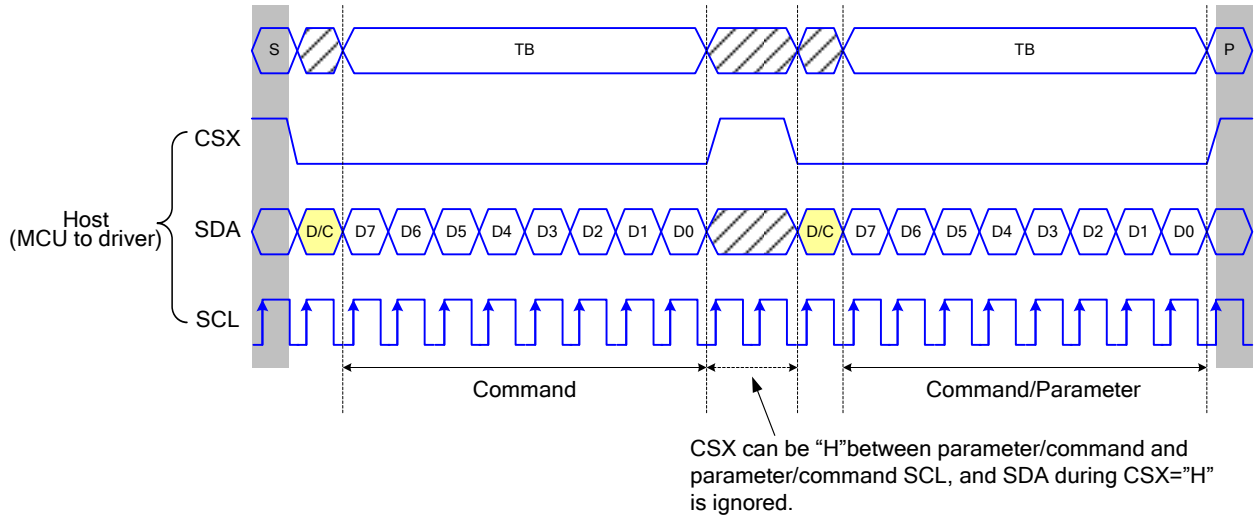 S TB TB P
CSX
Host
(MCU to driver)
SDA D/C D7 D6 D5 D4 D3 D2 D1 D0 D/C D7 D6 D5 D4 D3 D2 D1 D0
SCL
Command Command/Parameter
CSX can be “H”between parameter/command and
parameter/command SCL, and SDA during CSX=”H”
is ignored.